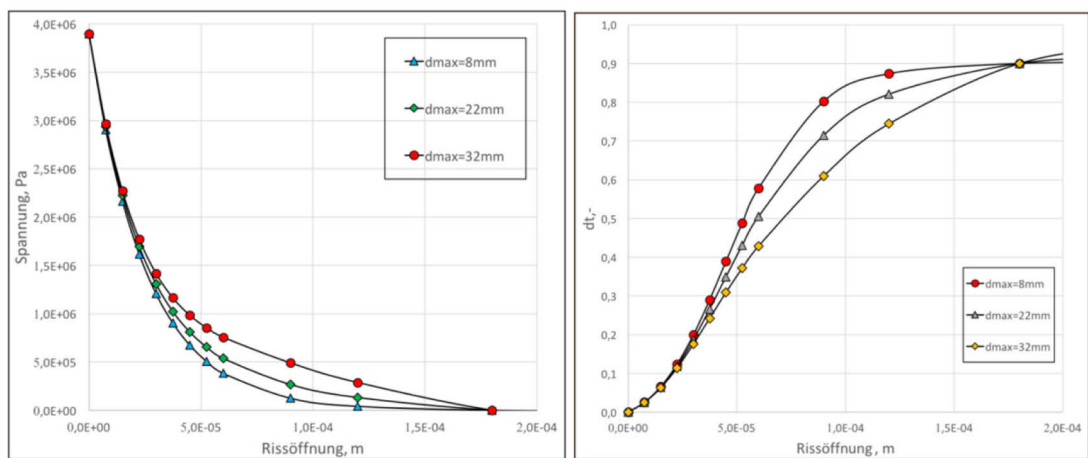 4,0E+06
3,5E+06
3,0E+06
2,5E+06
2,0E+06
1,5E+06
1,0E+06
5,0E+05
0,0E+00
Spannung, Pa
dmax=8mm
dmax=22mm
dmax=32mm
0,0E+00 5,0E-05 1,0E-04 1,5E-04 2,0E-04
Rissöffnung, m
1,0
0,9
0,8
0,7
0,6
0,5
0,4
0,3
0,2
0,1
0,0
dt,-
dmax=8mm
dmax=22mm
dmax=32mm
0,0E+00 5,0E-05 1,0E-04 1,5E-04 2,0E-04
Rissöffnung, m